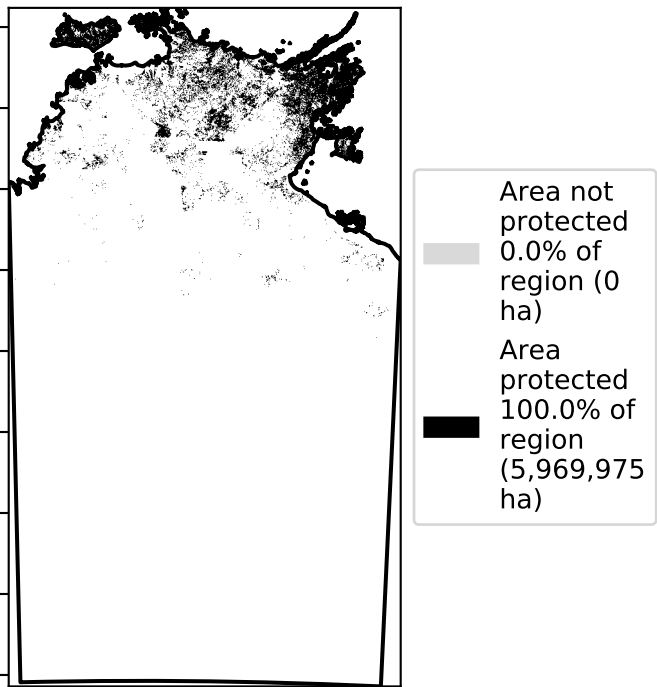 Area not
protected
0.0% of
region (0
ha)
Area
protected
100.0% of
region
(5,969,975
ha)